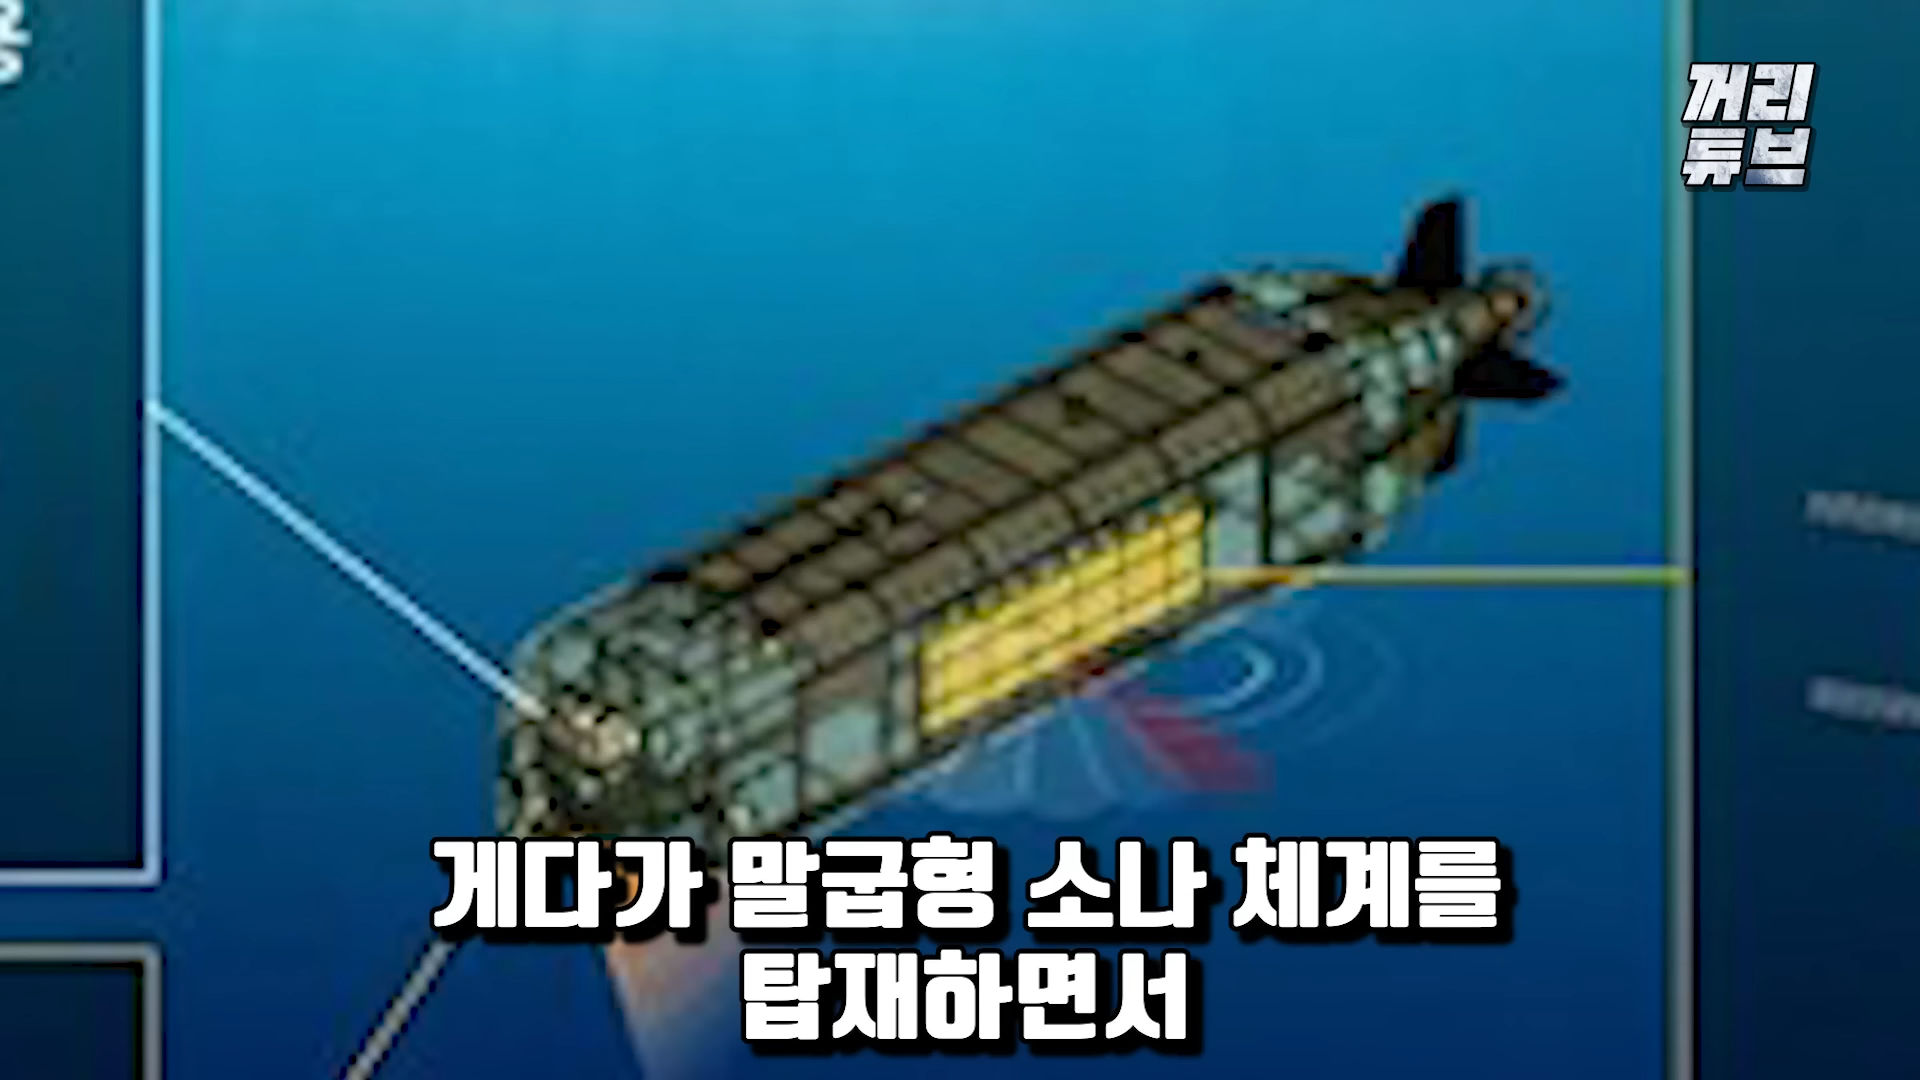 꺼리
튜브
게다가 말굽형 소나 체계를
탑재하면서